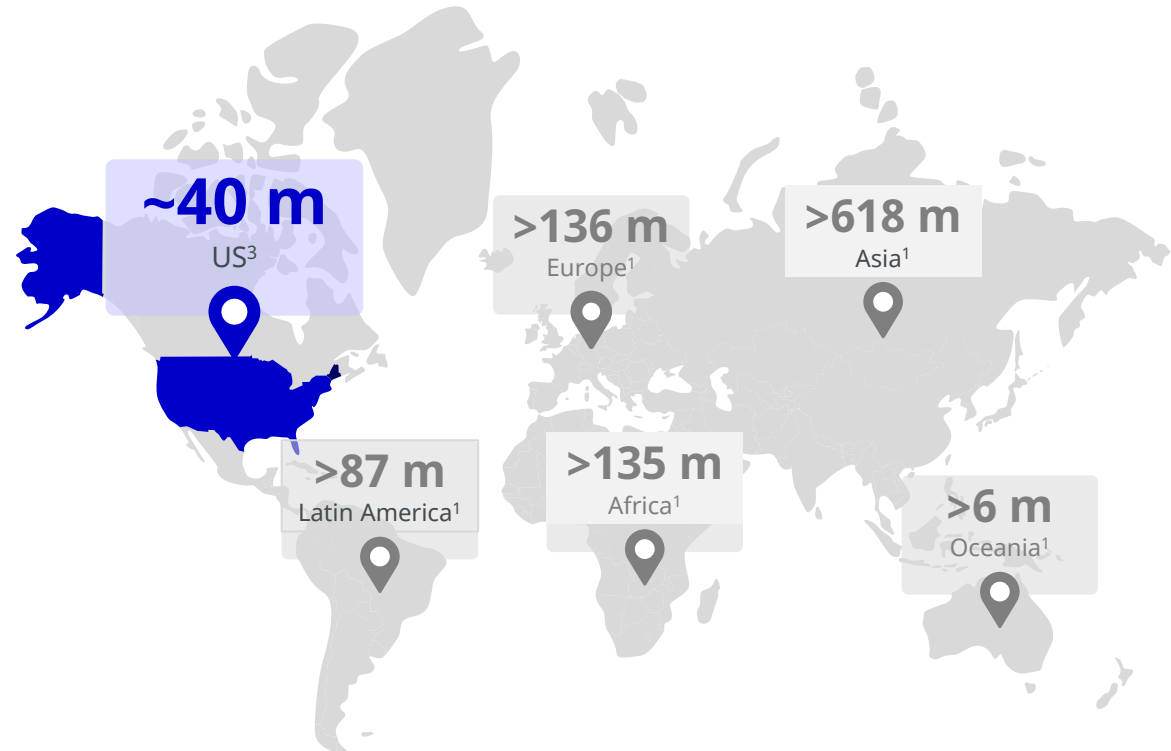 ~40 m
US³
>136 m
Europe¹
>618 m
Asia¹
>87 m
Latin America¹
>135 m
Africa¹
>6 m
Oceania¹